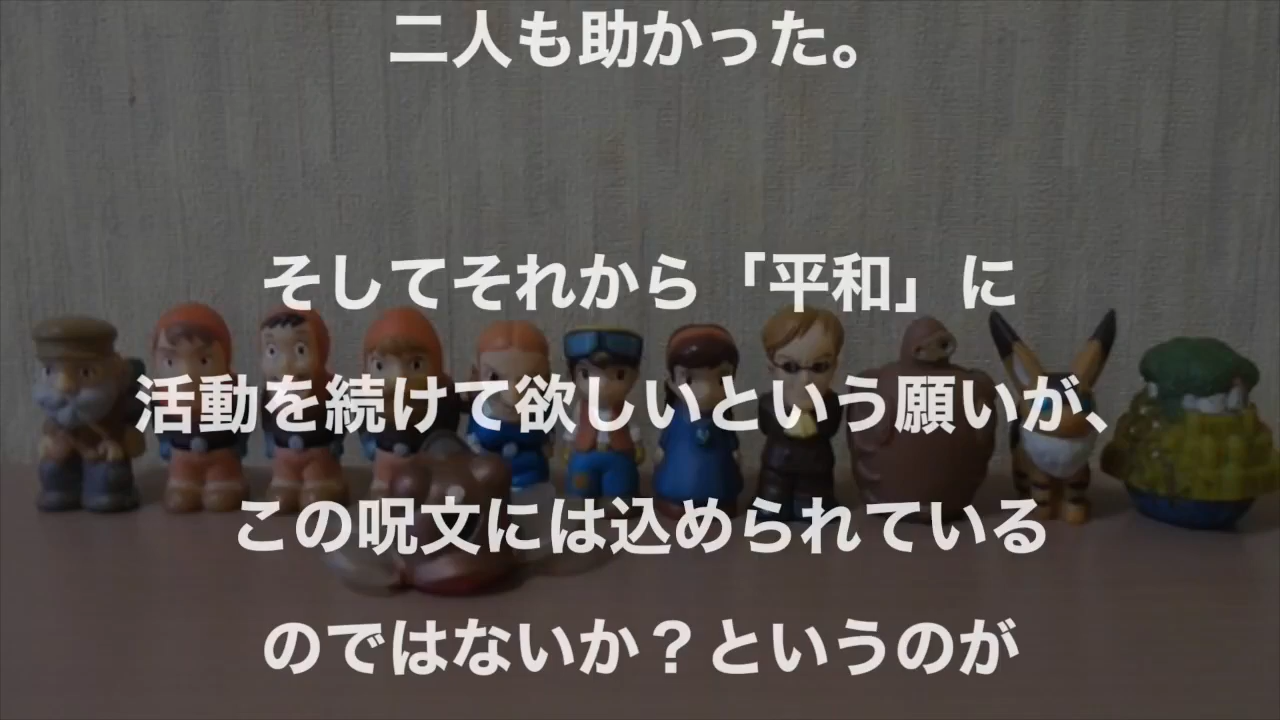 二人も助かった。
そしてそれから「平和」に
活動を続けて欲しいという願いが、
この呪文には込められている
のではないか？というのが